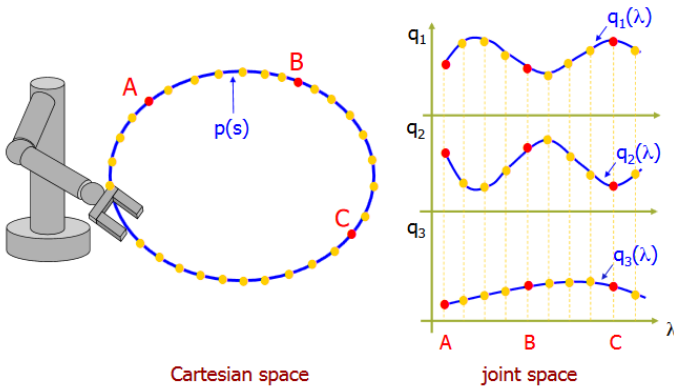 A
B
p(s)
C
Cartesian space
q1
q1(λ)
q2
q2(λ)
q3
q3(λ)
A
B
C
λ
joint space